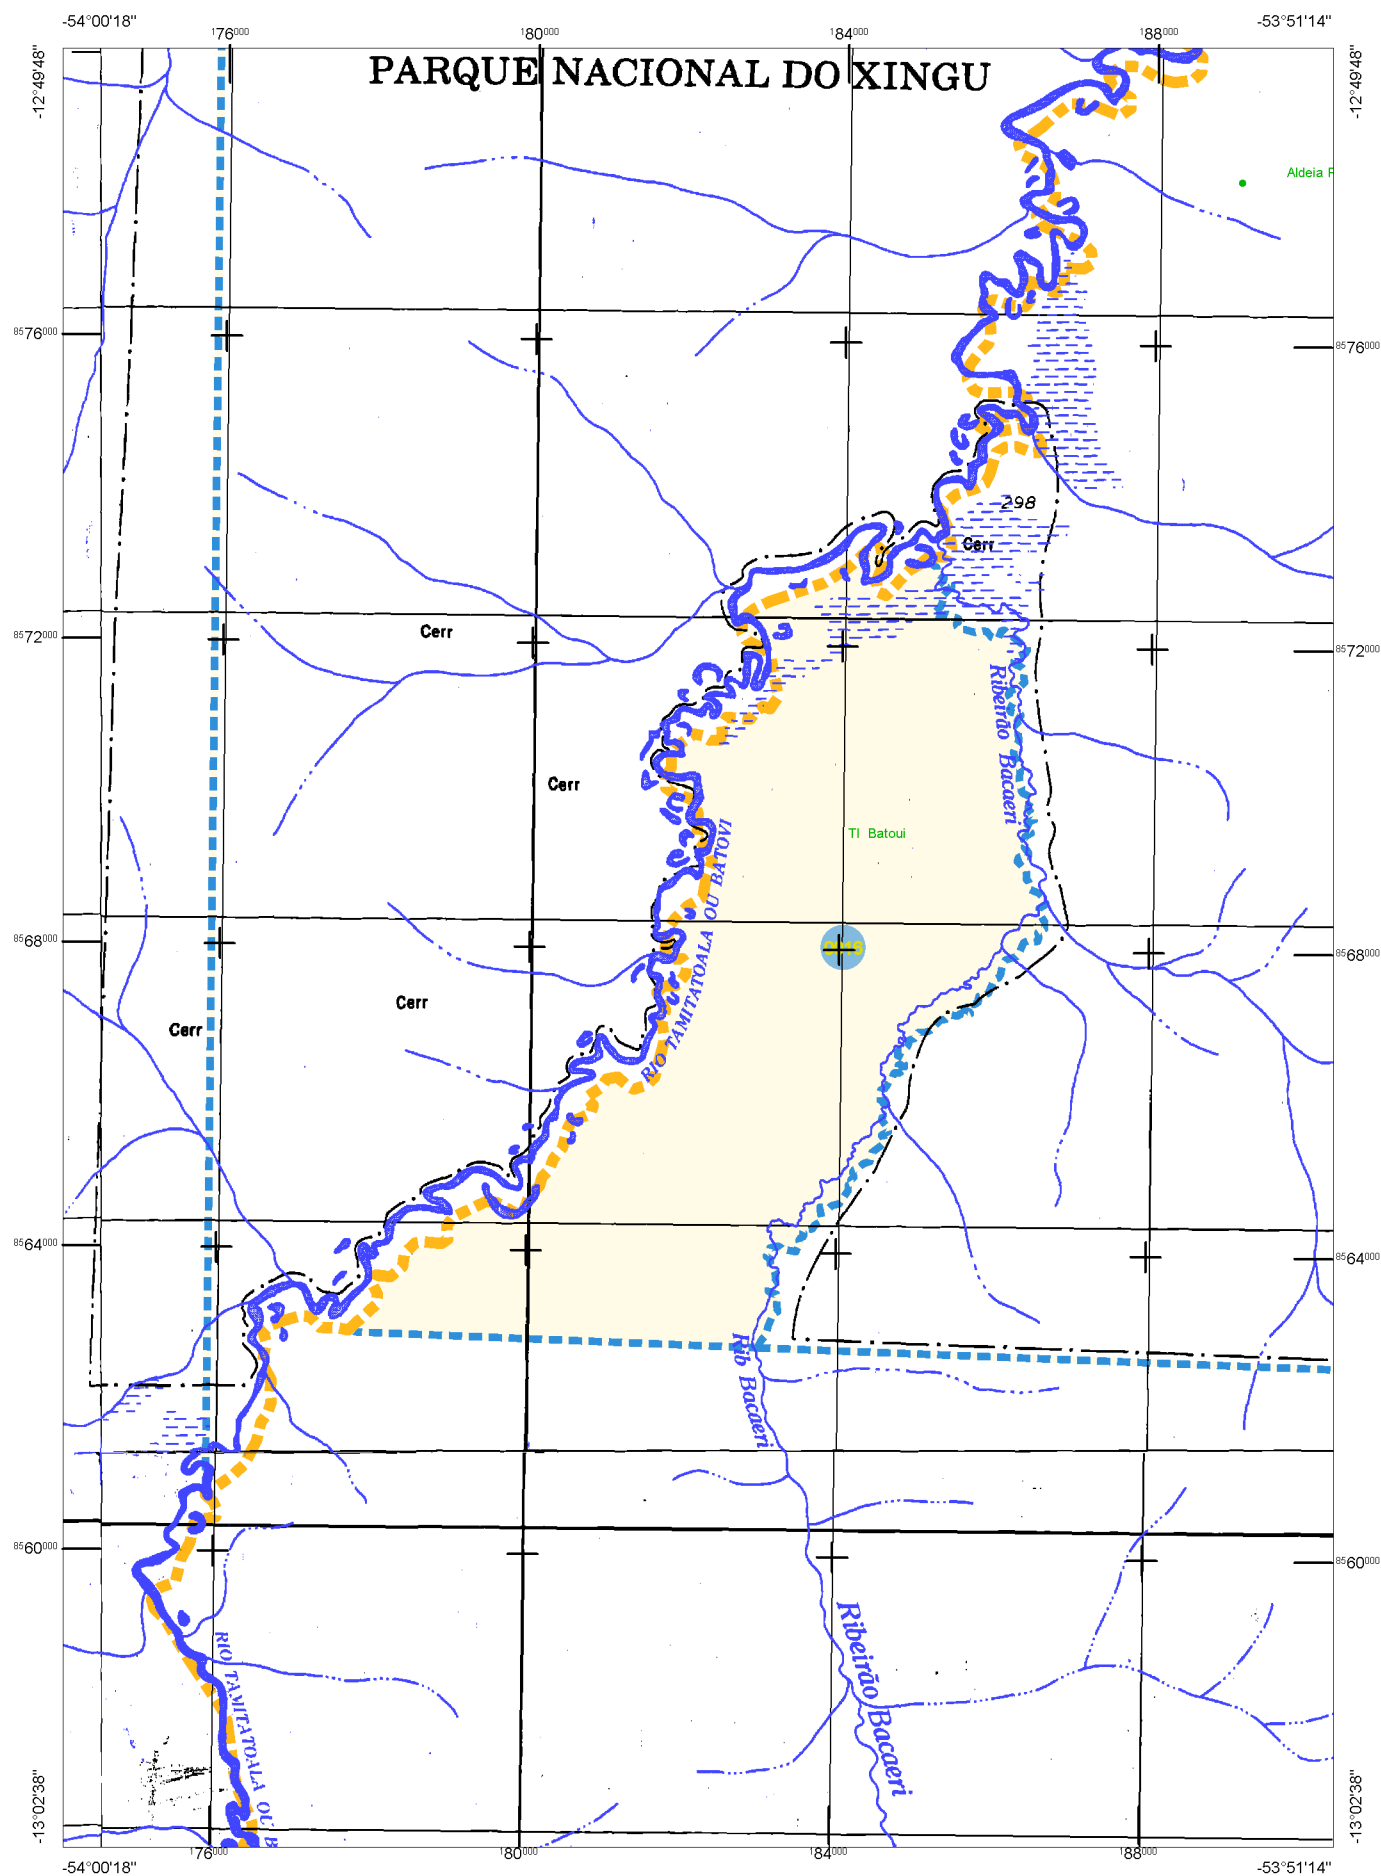 -54°00'18"
-53°51'14"
176000
180000
184000
188000
-12°49'48"
-12°49'48"
PARQUE NACIONAL DO XINGU
Aldeia
8576000
8576000
298
Cerr
Cerr
8572000
8572000
Ribeirão Bacaeri
Cerr
TI Batoui
RIO TAMITATOALA OU BATOVI
8568000
8568000
Cerr
Cerr
8564000
8564000
Rib Bacaeri
8560000
8560000
Ribeirão Bacaeri
RIO TAMITATOALA OU B
-13°02'38"
-13°02'38"
176000
180000
184000
188000
-54°00'18"
-53°51'14"